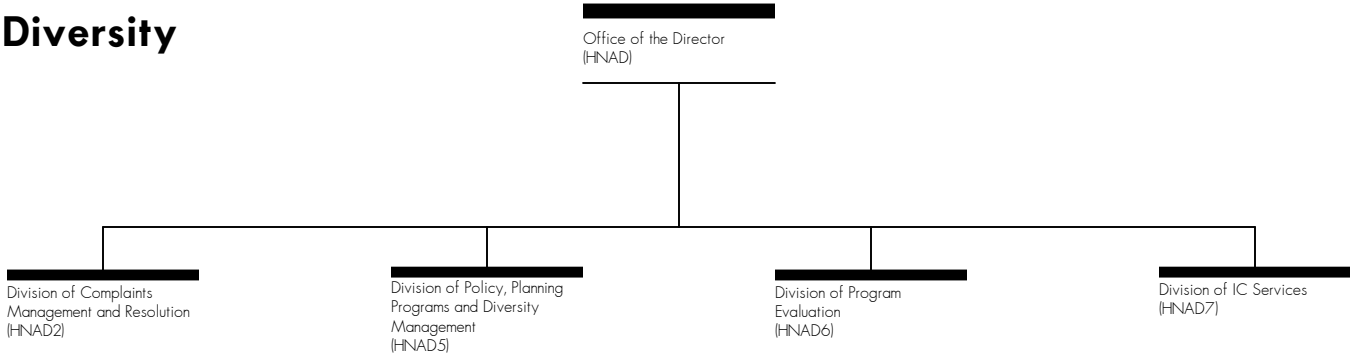 Diversity
Office of the Director
(HNAD)
Division of Complaints
Management and Resolution
(HNAD2)
Division of Policy, Planning
Programs and Diversity
Management
(HNAD5)
Division of Program
Evaluation
(HNAD6)
Division of IC Services
(HNAD7)